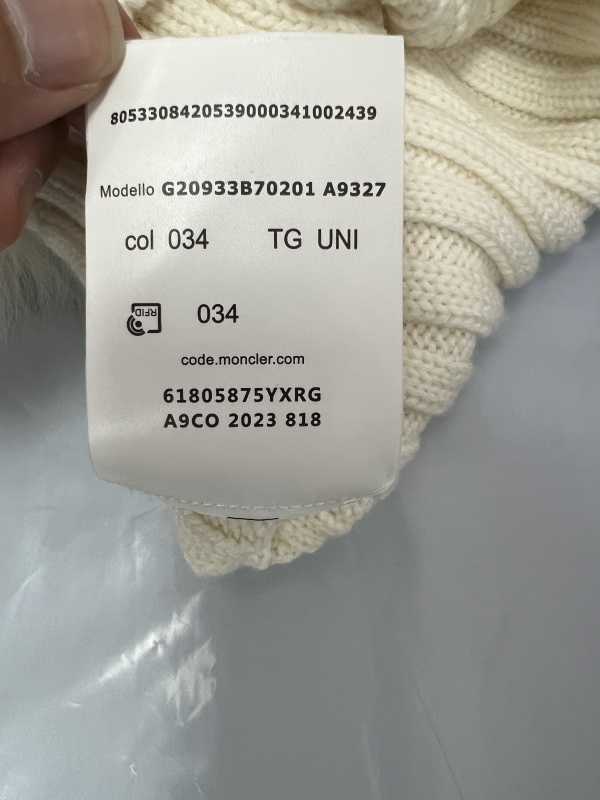 8053308420539000341002439
Modello G20933B70201 A9327
col 034 TG UNI
RFID 034
code.moncler.com
61805875YXRG
A9CO 2023 818